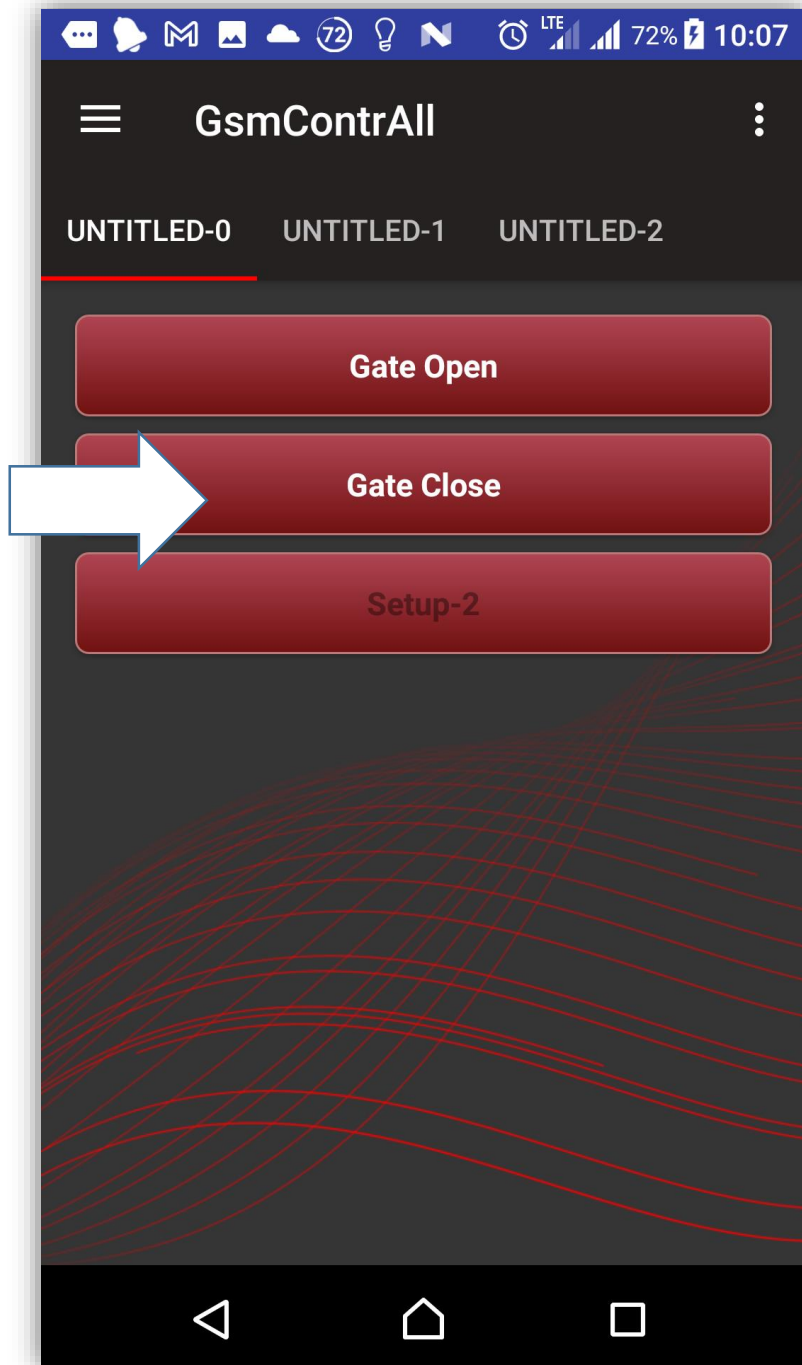 72 LTE 72% 10:07
GsmContrAll
UNTITLED-0 UNTITLED-1 UNTITLED-2
Gate Open
Gate Close
Setup-2